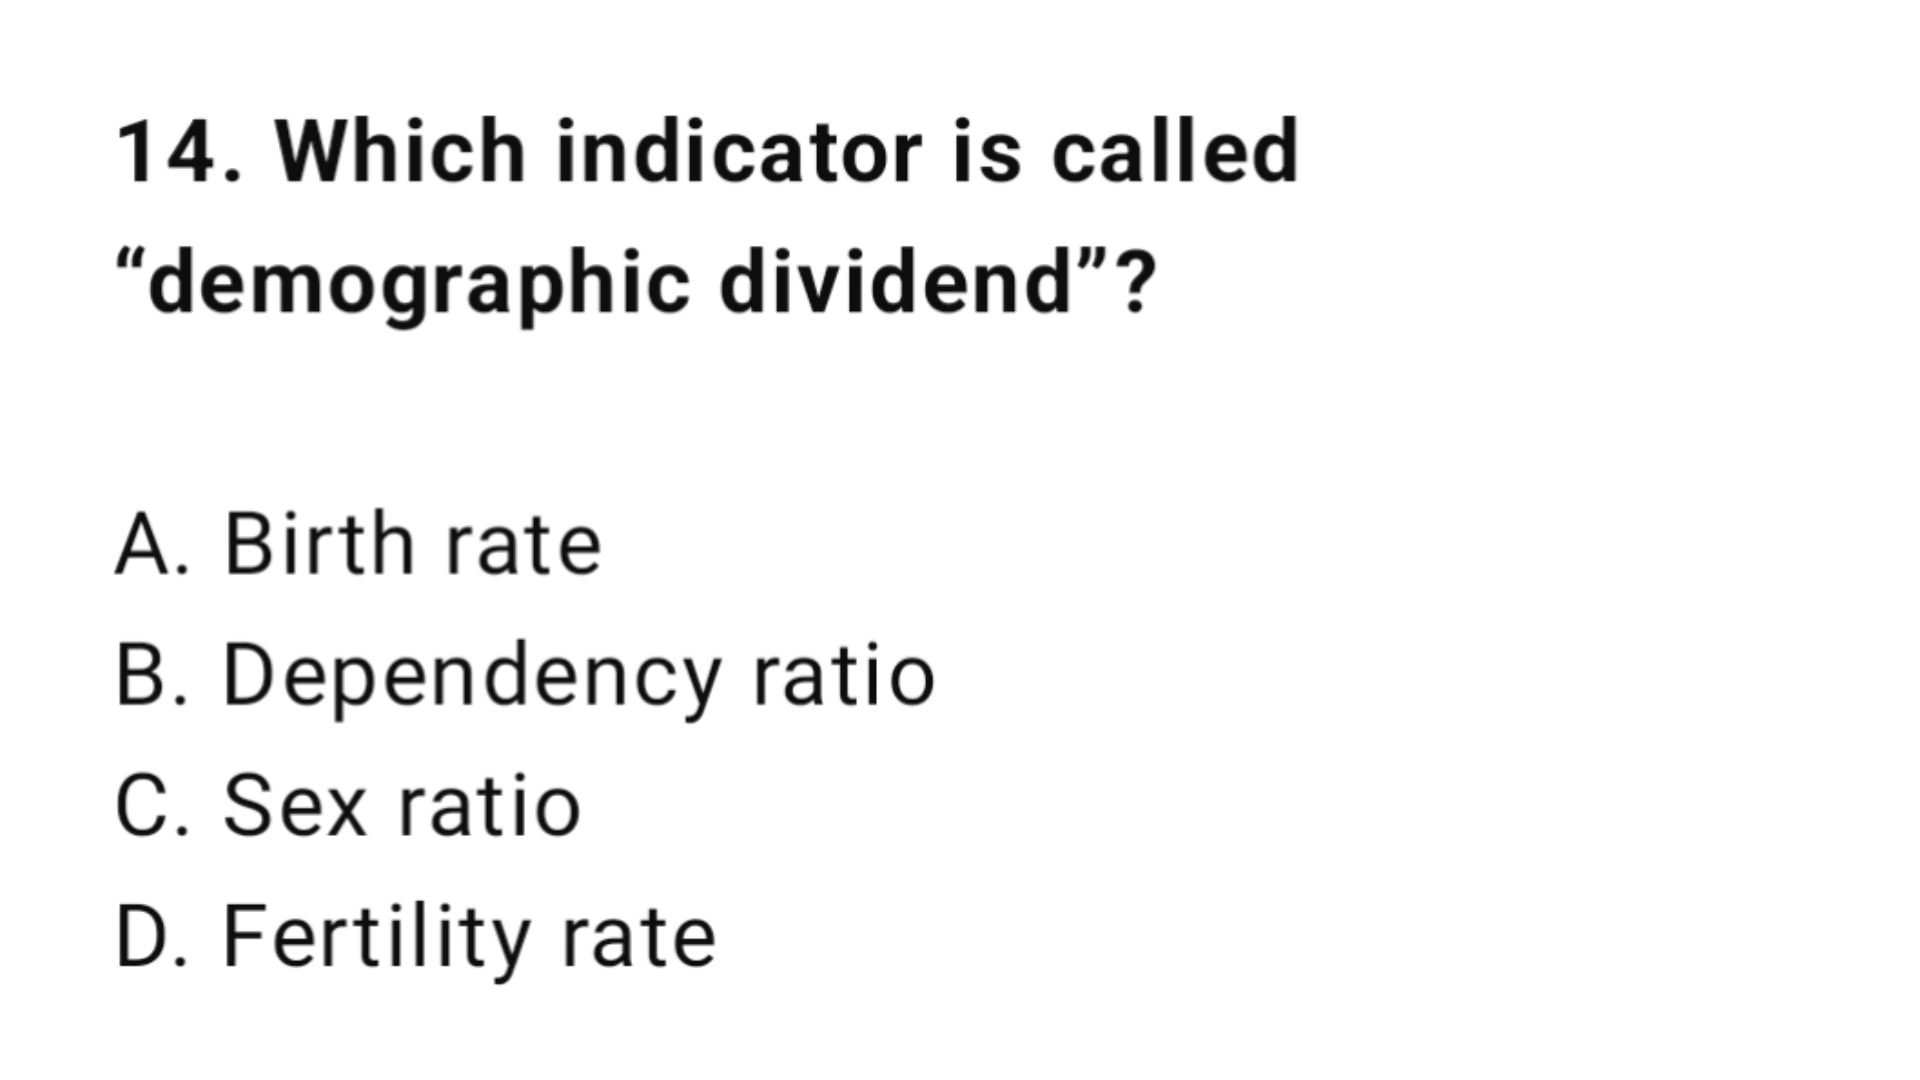 14. Which indicator is called
“demographic dividend”?
A. Birth rate
B. Dependency ratio
C. Sex ratio
D. Fertility rate